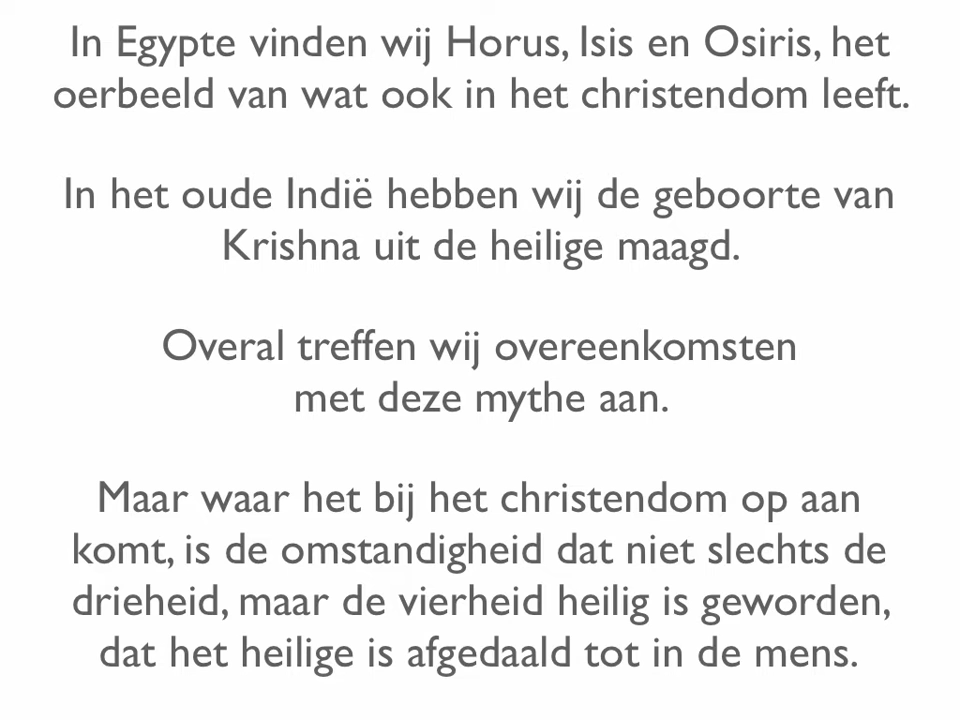 In Egypte vinden wij Horus, Isis en Osiris, het
oerbeeld van wat ook in het christendom leeft.
In het oude Indië hebben wij de geboorte van
Krishna uit de heilige maagd.
Overal treffen wij overeenkomsten
met deze mythe aan.
Maar waar het bij het christendom op aan
komt, is de omstandigheid dat niet slechts de
drieheid, maar de vierheid heilig is geworden,
dat het heilige is afgedaald tot in de mens.